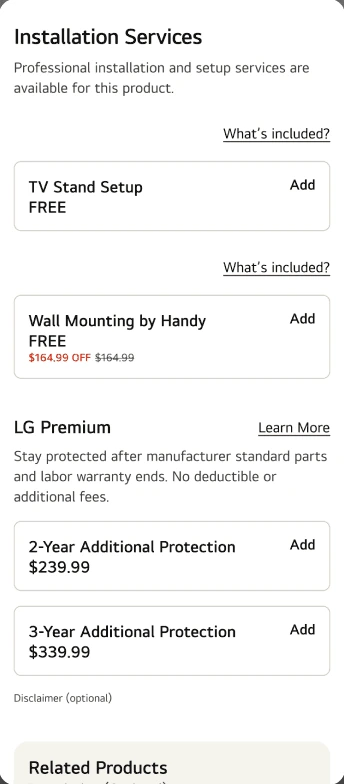 Installation Services
Professional installation and setup services are
available for this product.
What's included?
TV Stand Setup
Add
FREE
What's included?
Wall Mounting by Handy
Add
FREE
$164.99 OFF $164.99
LG Premium
Learn More
Stay protected after manufacturer standard parts
and labor warranty ends. No deductible or
additional fees.
2-Year Additional Protection
Add
$239.99
3-Year Additional Protection
Add
$339.99
Disclaimer (optional)
Related Products